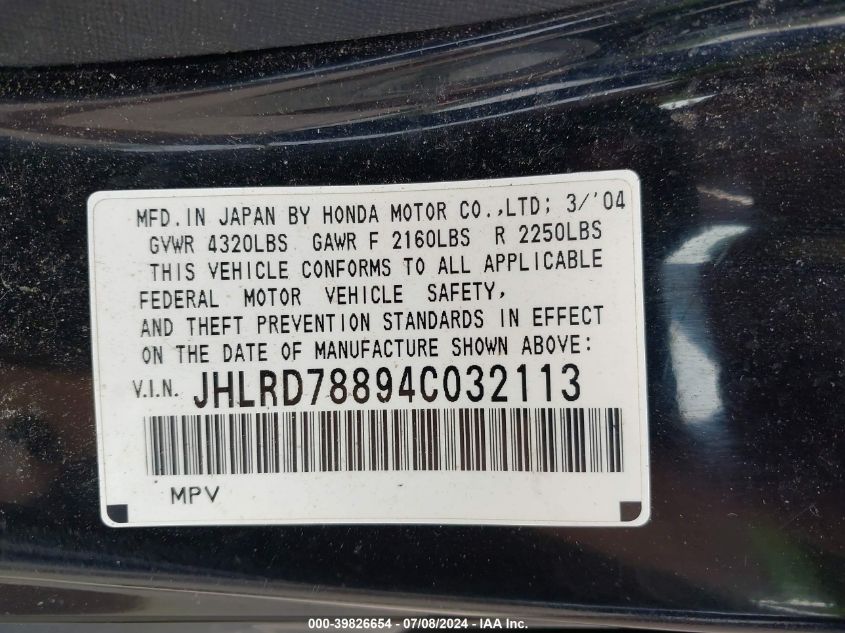 MFD.IN JAPAN BY HONDA MOTOR CO.,LTD; 3/'04
GVWR 4320LBS GAWR F 2160LBS R 2250LBS
THIS VEHICLE CONFORMS TO ALL APPLICABLE
FEDERAL MOTOR VEHICLE SAFETY,
AND THEFT PREVENTION STANDARDS IN EFFECT
ON THE DATE OF MANUFACTURE SHOWN ABOVE:
V.I.N. JHLRD78894C032113
MPV
000-39826654 - 07/08/2024 - IAA Inc.